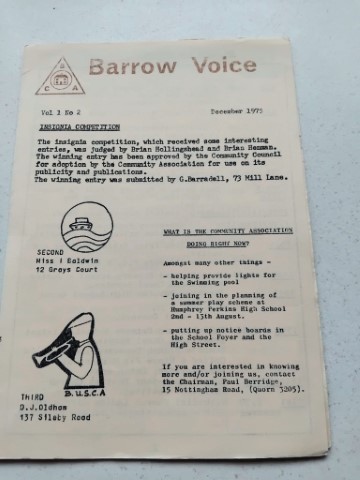 B
C A
Barrow Voice
Vol 1 No 2 December 1975
INSIGNIA COMPETITION
The insignia competition, which received some interesting
entries, was judged by Brian Hollingshead and Brian Henman.
The winning entry has been approved by the Community Council
for adoption by the Community Association for use on its
publicity and publications.
The winning entry was submitted by G.Barradell, 73 Mill Lane.
SECOND
Miss I Baldwin
12 Greys Court
WHAT IS THE COMMUNITY ASSOCIATION
DOING RIGHT NOW?
Amongst many other things -
- helping provide lights for
the Swimming pool
- joining in the planning of
a summer play scheme at
Humphrey Perkins High School
2nd - 13th August.
- putting up notice boards in
the School Foyer and the
High Street.
If you are interested in knowing
more and/or joining us, contact
the Chairman, Paul Berridge,
15 Nottingham Road, (Quorn 3205).
B.U.S.C.A
THIRD
D.J.Oldham
137 Sileby Road